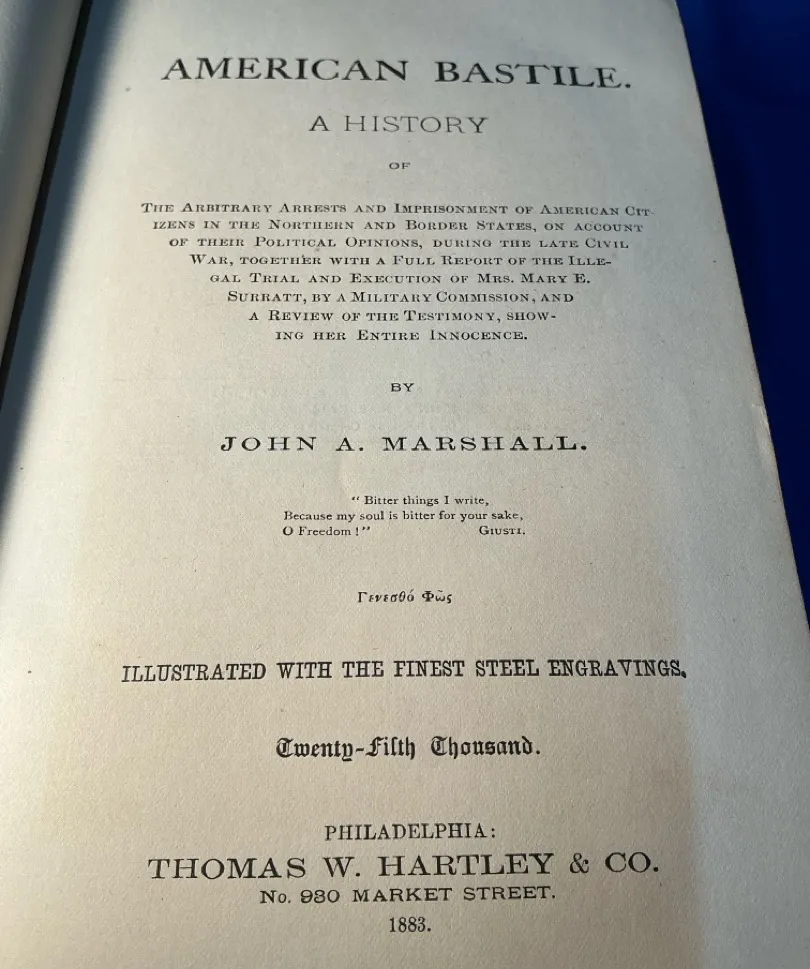 AMERICAN BASTILE.
A HISTORY
OF
THE ARBITRARY ARRESTS AND IMPRISONMENT OF AMERICAN CIT-
IZENS IN THE NORTHERN AND BORDER STATES, ON ACCOUNT
OF THEIR POLITICAL OPINIONS, DURING THE LATE CIVIL
WAR, TOGETHER WITH A FULL REPORT OF THE ILLE-
GAL TRIAL AND EXECUTION OF MRS. MARY E.
SURRATT, BY A MILITARY COMMISSION, AND
A REVIEW OF THE TESTIMONY, SHOW-
ING HER ENTIRE INNOCENCE.
BY
JOHN A. MARSHALL.
“ Bitter things I write,
Because my soul is bitter for your sake,
O Freedom ! ” GIUSTI.
Γενεσθό Φῶς
ILLUSTRATED WITH THE FINEST STEEL ENGRAVINGS.
Twenty-Fifth Thousand.
PHILADELPHIA:
THOMAS W. HARTLEY & CO.
No. 930 MARKET STREET.
1883.